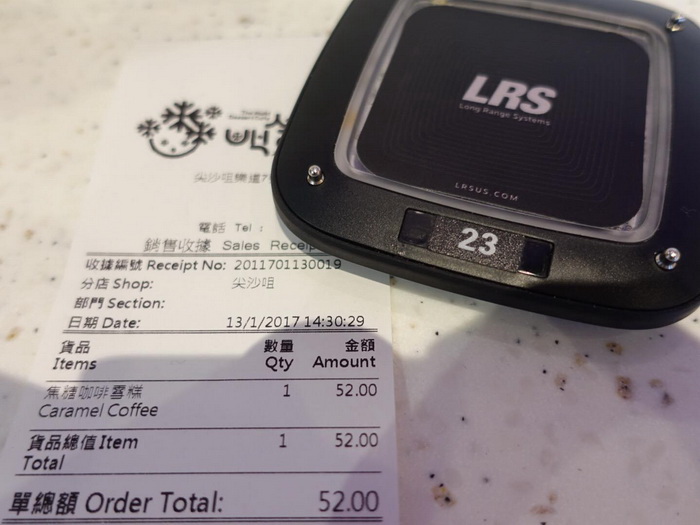 尖沙咀
電話 Tel :
銷售收據 Sales Receip
收據編號 Receipt No: 2011701130019
分店 Shop: 尖沙咀
部門 Section:
日期 Date: 13/1/2017 14:30:29
貨品 數量 金額
Items Qty Amount
焦糖咖啡雪糕 1 52.00
Caramel Coffee
貨品總值 Item 1 52.00
Total
單總額 Order Total: 52.00
LRS
Long Range Systems
LRSUS.COM
23